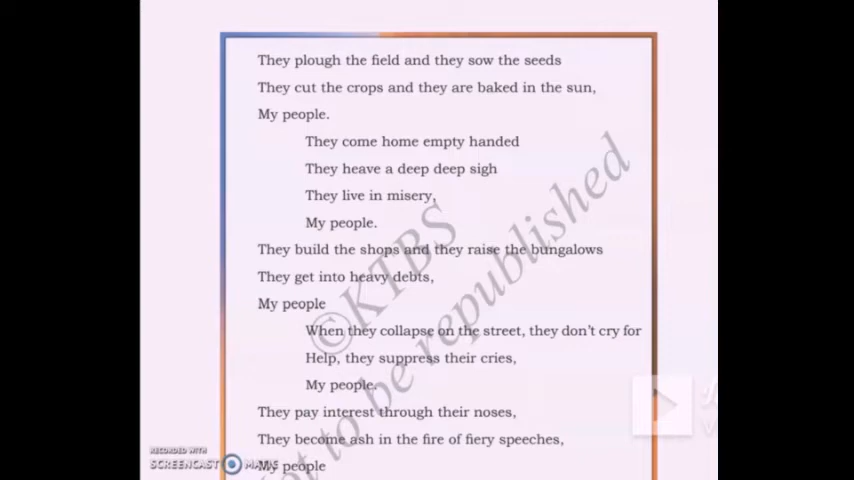 They plough the field and they sow the seeds
They cut the crops and they are baked in the sun,
My people.
They come home empty handed
They heave a deep deep sigh
They live in misery,
My people.
They build the shops and they raise the bungalows
They get into heavy debts,
My people
When they collapse on the street, they don't cry for
Help, they suppress their cries,
My people.
They pay interest through their noses,
They become ash in the fire of fiery speeches,
My people
©KTBS
Not to be republished
RECORDED WITH
SCREENCAST MATIC